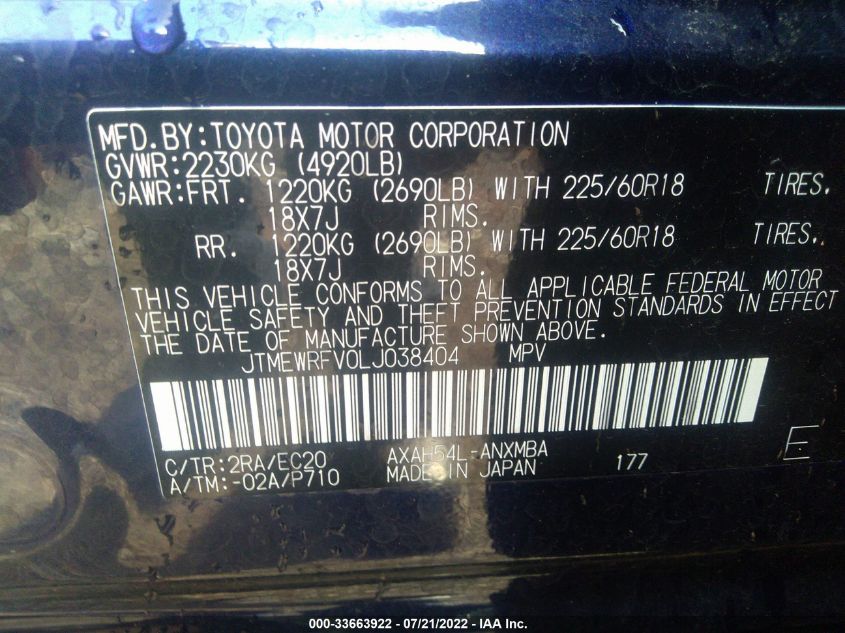 MFD.BY:TOYOTA MOTOR CORPORATION
GVWR:2230KG (4920LB)
GAWR:FRT. 1220KG (2690LB) WITH 225/60R18 TIRES.
18X7J RIMS.
RR. 1220KG (2690LB) WITH 225/60R18 TIRES.
18X7J RIMS.
THIS VEHICLE CONFORMS TO ALL APPLICABLE FEDERAL MOTOR
VEHICLE SAFETY AND THEFT PREVENTION STANDARDS IN EFFECT
THE DATE OF MANUFACTURE SHOWN ABOVE.
JTMEWRFV0LJ038404 MPV
C/TR:2RA/EC20 AXAH54L-ANXMBA
A/TM:-02A/P710 MADE IN JAPAN 177 E
000-33663922 - 07/21/2022 - IAA Inc.